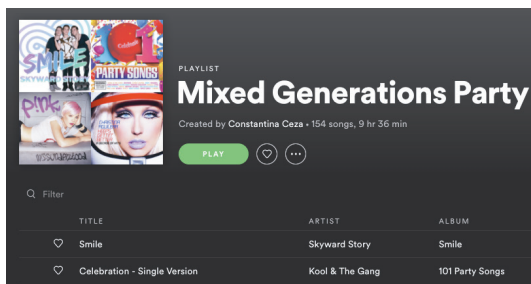 SMILE
SKYWARD STORY
101
PARTY SONGS
P!nk
PLAYLIST
Mixed Generations Party
Created by Constantina Ceza • 154 songs, 9 hr 36 min
PLAY
Filter
TITLE ARTIST ALBUM
Smile Skyward Story Smile
Celebration - Single Version Kool & The Gang 101 Party Songs